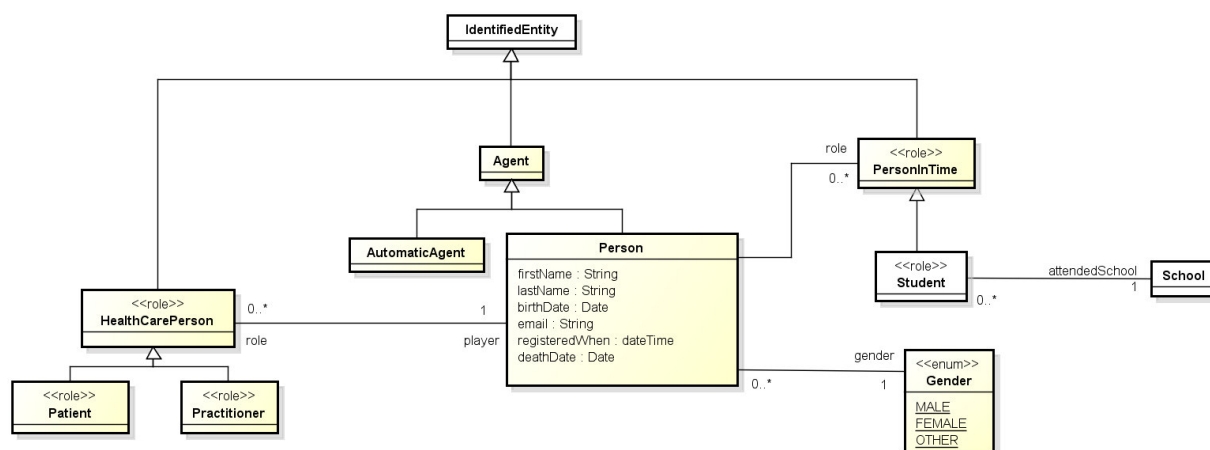 IdentifiedEntity
Agent
role
<<role>>
PersonInTime
0..*
AutomaticAgent
Person
firstName : String
lastName : String
birthDate : Date
email : String
registeredWhen : dateTime
deathDate : Date
<<role>>
Student
attendedSchool
School
0..*
1
<<role>>
HealthCarePerson
0..*
1
role
player
gender
<<enum>>
Gender
0..*
1
MALE
FEMALE
OTHER
<<role>>
Patient
<<role>>
Practitioner